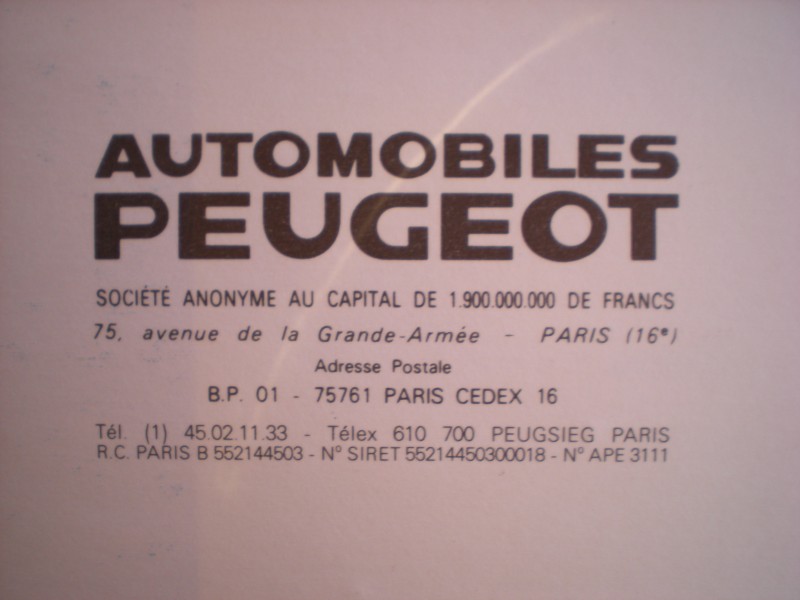 AUTOMOBILES
PEUGEOT
SOCIÉTÉ ANONYME AU CAPITAL DE 1.900.000.000 DE FRANCS
75, avenue de la Grande-Armée - PARIS (16e)
Adresse Postale
B.P. 01 - 75761 PARIS CEDEX 16
Tél. (1) 45.02.11.33 - Télex 610 700 PEUGSIEG PARIS
R.C. PARIS B 552144503 - N° SIRET 55214450300018 - N° APE 3111